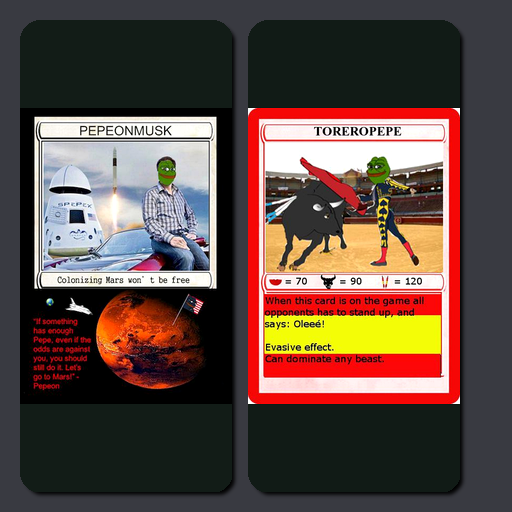 PEPEONMUSK
SPEPEX
Colonizing Mars won't be free
"If something
has enough
Pepe, even if the
odds are against
you, you should
still do it. Let's
go to Mars!" -
Pepeon
TOREROPEPE
= 70 = 90 = 120
When this card is on the game all
opponents has to stand up, and
says: Oleeé!
Evasive effect.
Can dominate any beast.